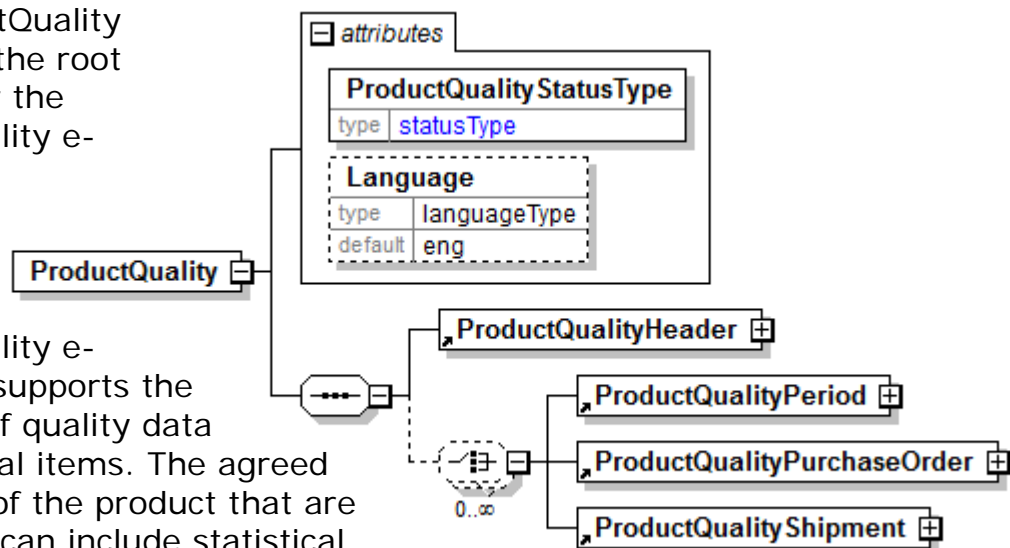 tQuality
the root
the
lity e-
attributes
ProductQualityStatusType
type statusType
Language
type languageType
default eng
ProductQuality
lity e-
supports the
f quality data
al items. The agreed
of the product that are
can include statistical
ProductQualityHeader
0..∞
ProductQualityPeriod
ProductQualityPurchaseOrder
ProductQualityShipment